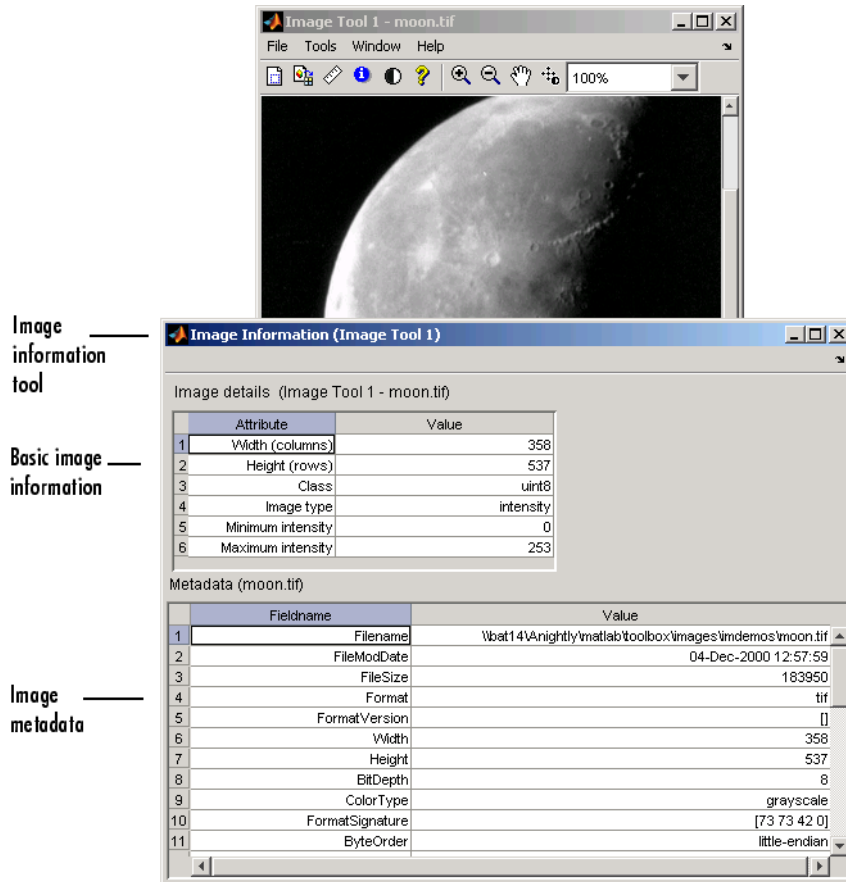 Image Tool 1 - moon.tif
File Tools Window Help
100%
Image information tool
Image Information (Image Tool 1)
Image details (Image Tool 1 - moon.tif)
Basic image information
Attribute Value
1 Width (columns) 358
2 Height (rows) 537
3 Class uint8
4 Image type intensity
5 Minimum intensity 0
6 Maximum intensity 253
Metadata (moon.tif)
Image metadata
Fieldname Value
1 Filename \\bat14\Anightly\matlab\toolbox\images\imdemos\moon.tif
2 FileModDate 04-Dec-2000 12:57:59
3 FileSize 183950
4 Format tif
5 FormatVersion []
6 Width 358
7 Height 537
8 BitDepth 8
9 ColorType grayscale
10 FormatSignature [73 73 42 0]
11 ByteOrder little-endian